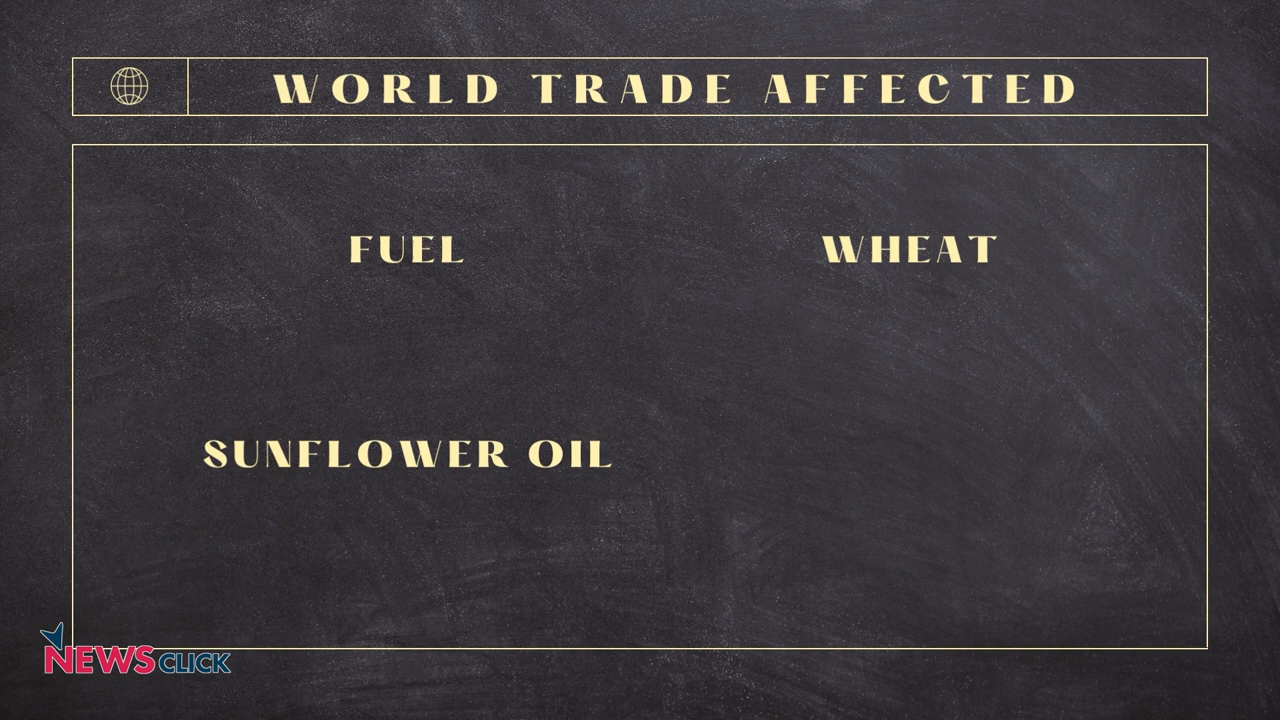 WORLD TRADE AFFECTED
FUEL
WHEAT
SUNFLOWER OIL
NEWSCLICK